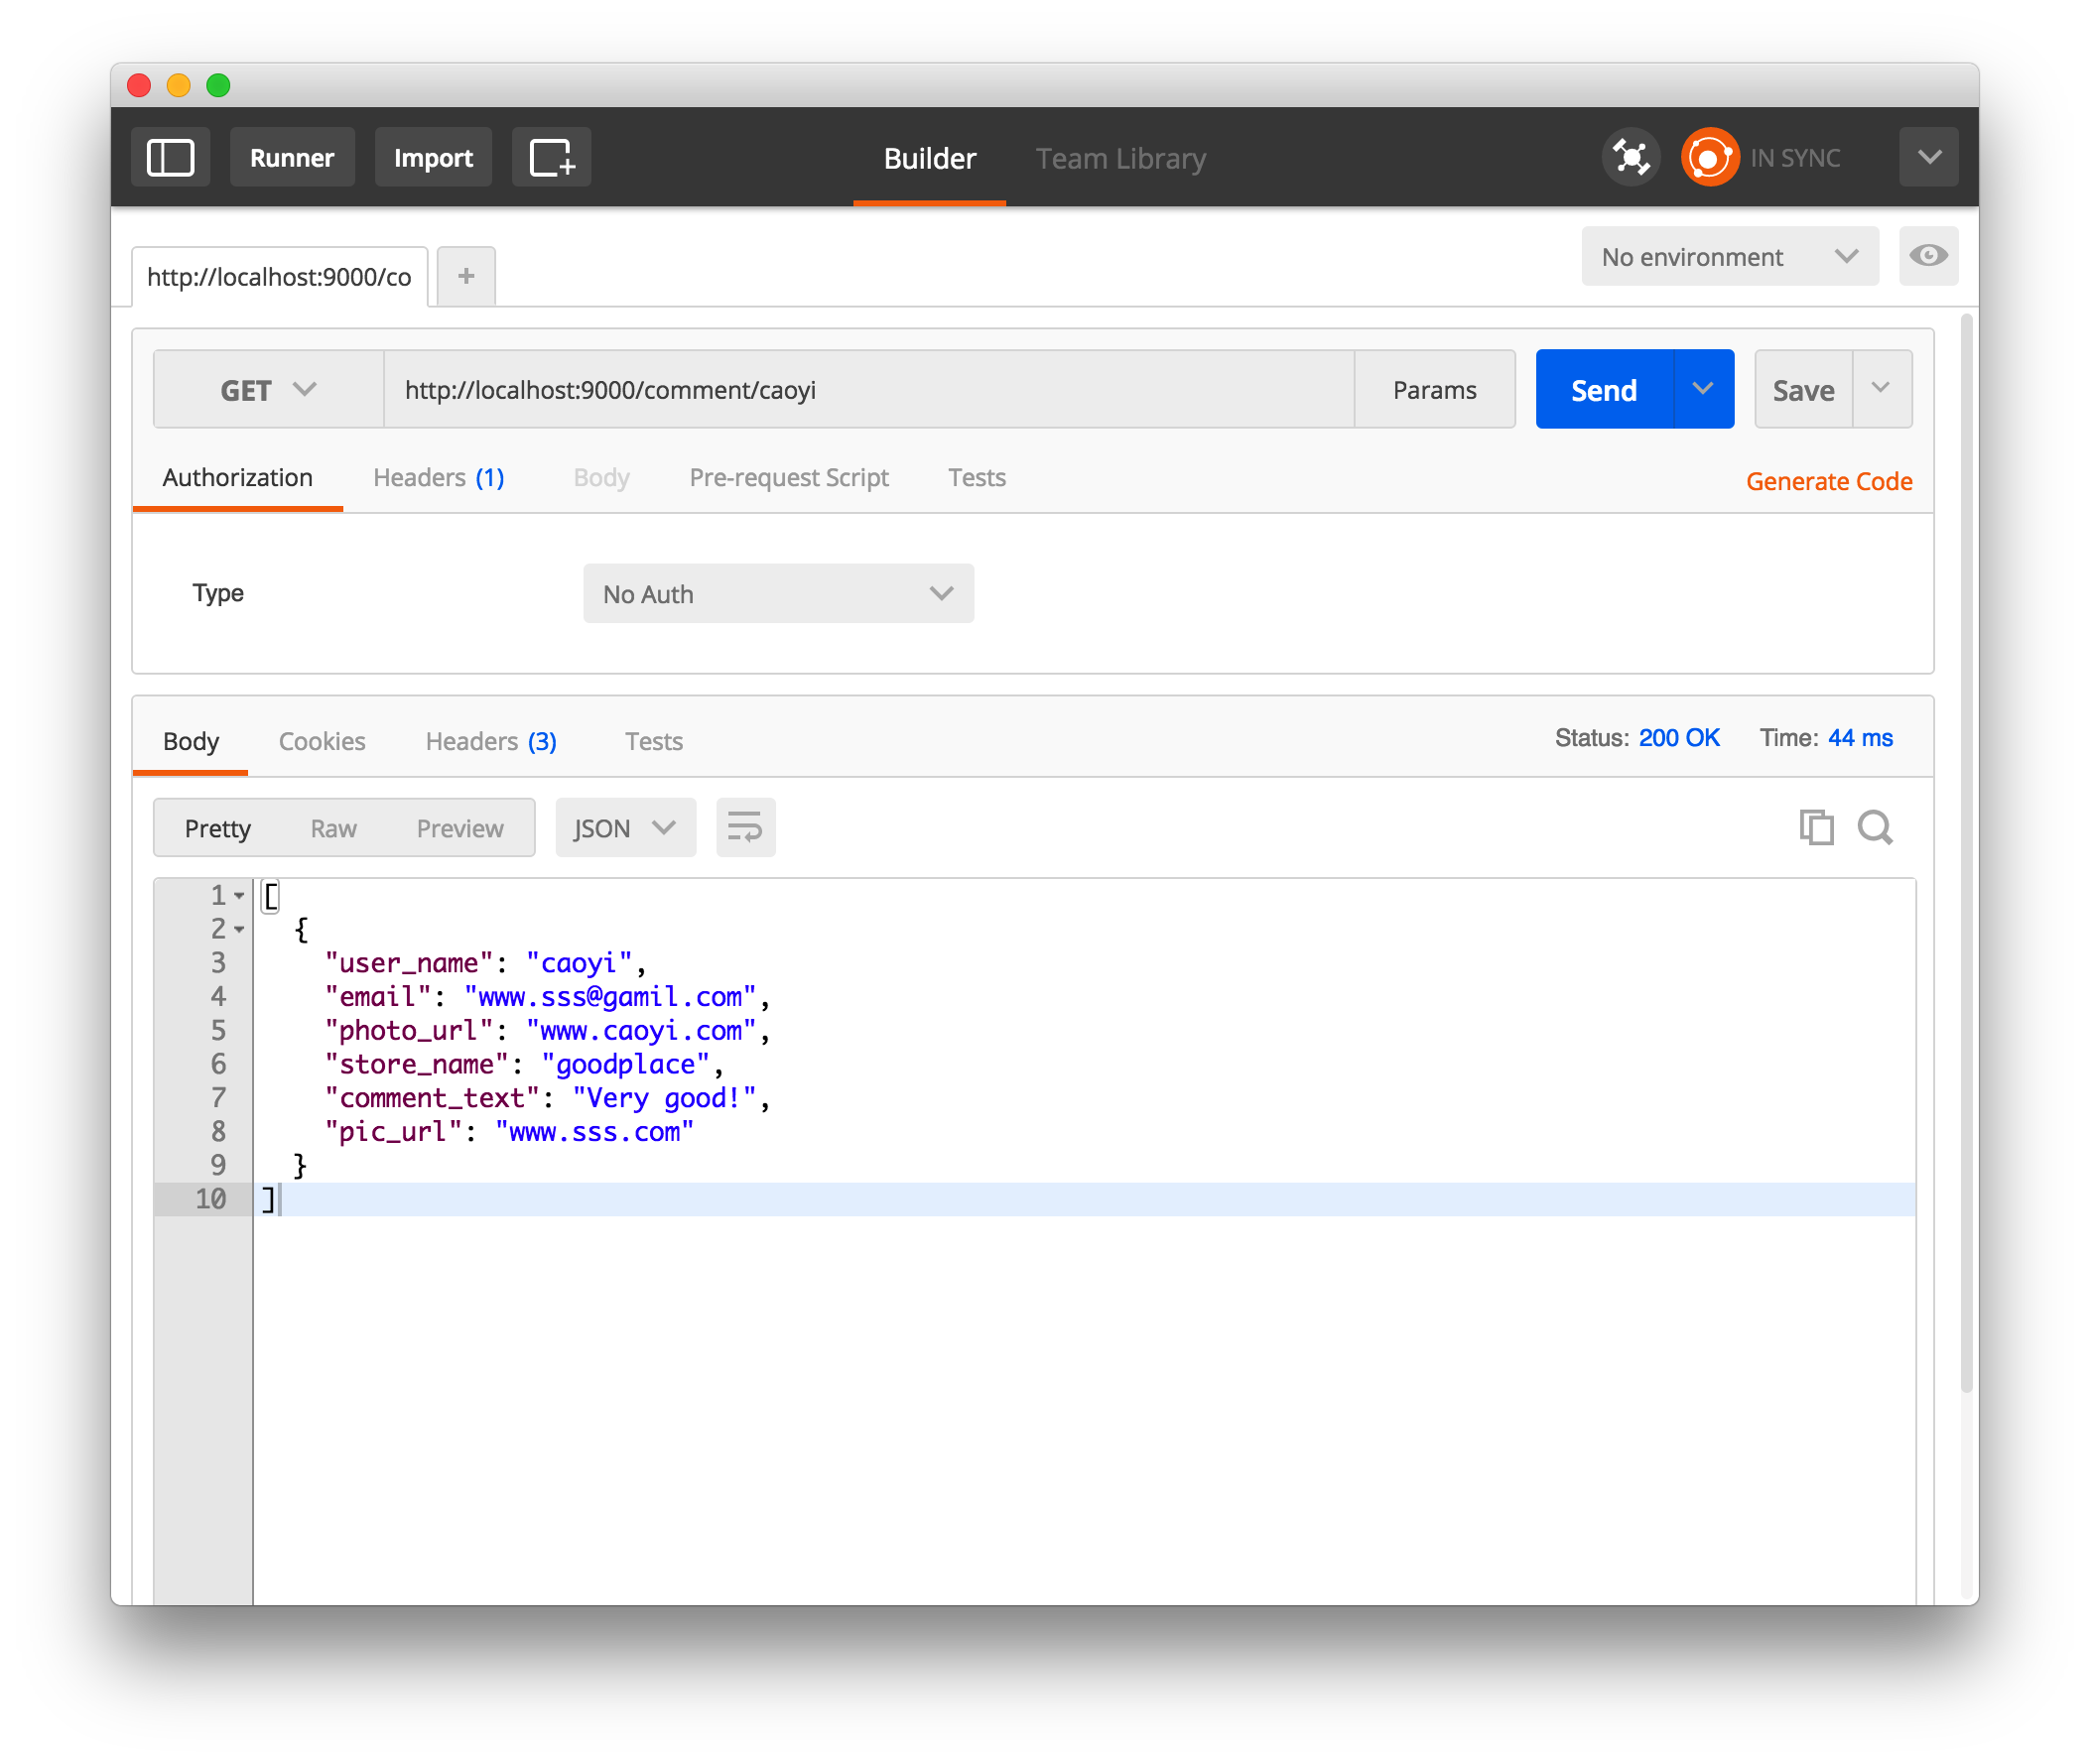 Runner Import Builder Team Library IN SYNC
http://localhost:9000/co + No environment
GET http://localhost:9000/comment/caoyi Params Send Save
Authorization Headers (1) Body Pre-request Script Tests Generate Code
Type No Auth
Body Cookies Headers (3) Tests Status: 200 OK Time: 44 ms
Pretty Raw Preview JSON
1 [
2 {
3 "user_name": "caoyi",
4 "email": "www.sss@gamil.com",
5 "photo_url": "www.caoyi.com",
6 "store_name": "goodplace",
7 "comment_text": "Very good!",
8 "pic_url": "www.sss.com"
9 }
10 ]